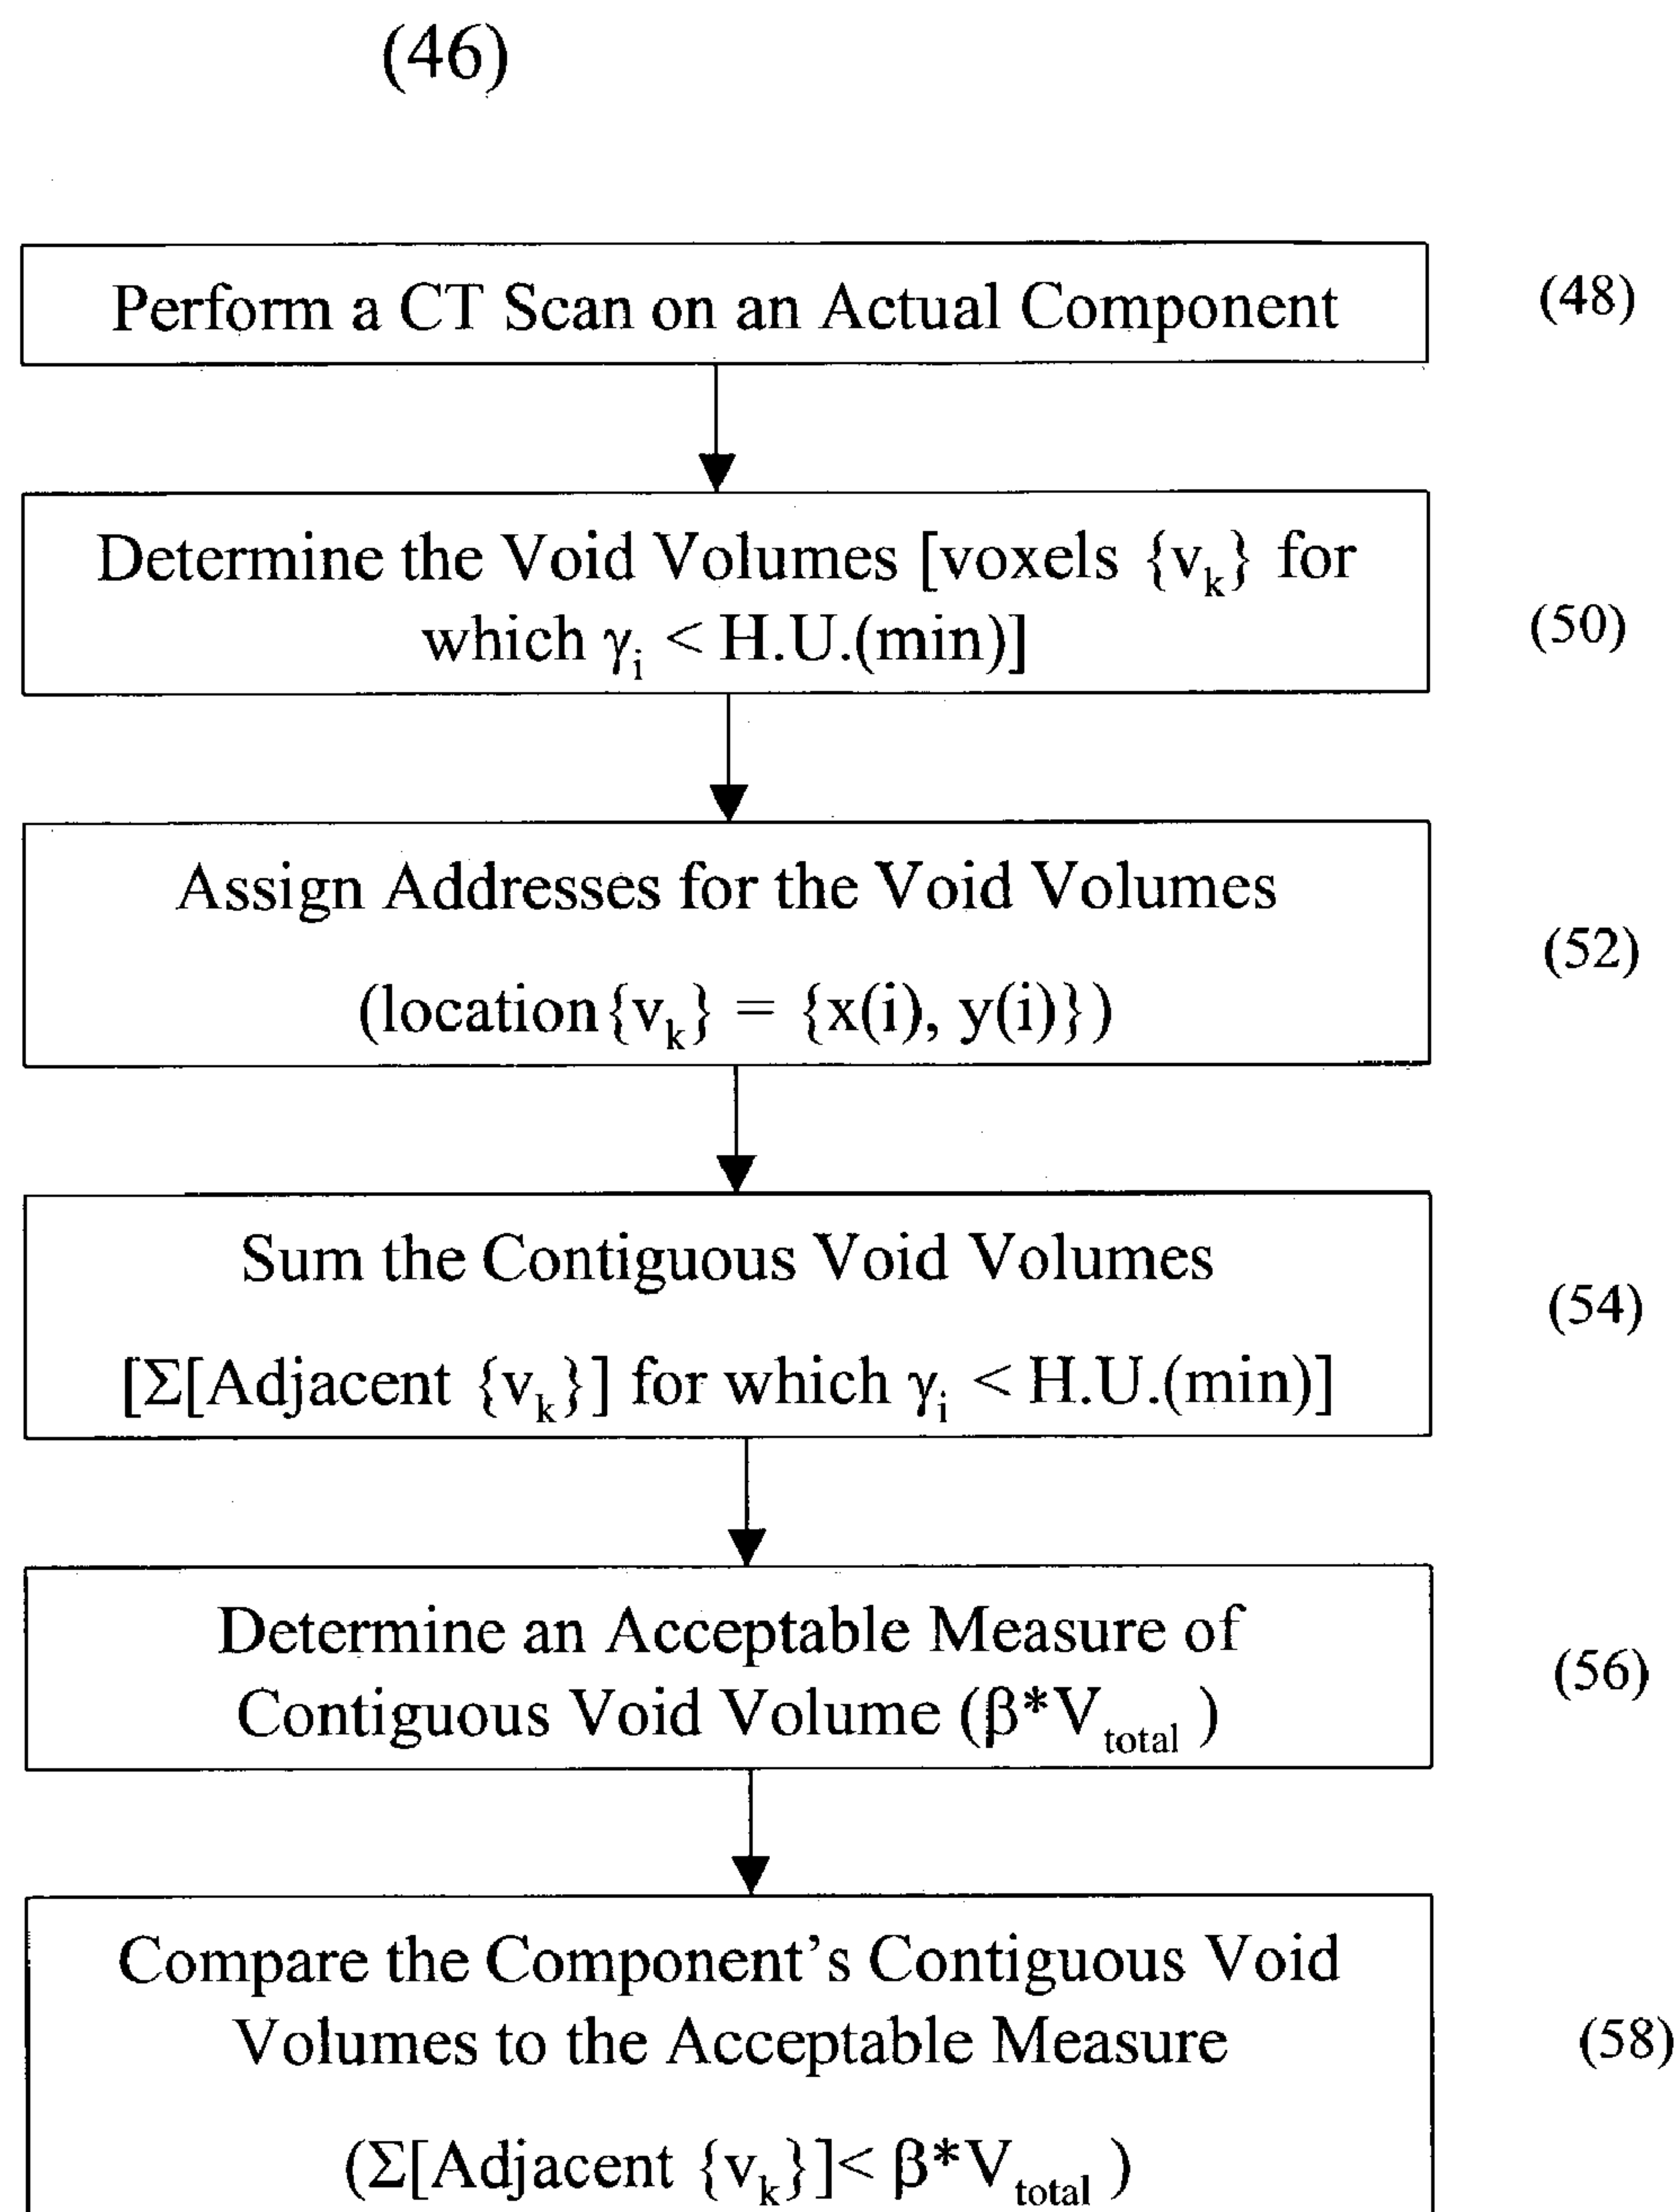 (46)
Perform a CT Scan on an Actual Component
(48)
Determine the Void Volumes [voxels {vₖ} for
which γᵢ < H.U.(min)]
(50)
Assign Addresses for the Void Volumes
(location{vₖ} = {x(i), y(i)})
(52)
Sum the Contiguous Void Volumes
[Σ[Adjacent {vₖ}] for which γᵢ < H.U.(min)]
(54)
Determine an Acceptable Measure of
Contiguous Void Volume (β*V_total )
(56)
Compare the Component’s Contiguous Void
Volumes to the Acceptable Measure
(Σ[Adjacent {vₖ}]< β*V_total )
(58)